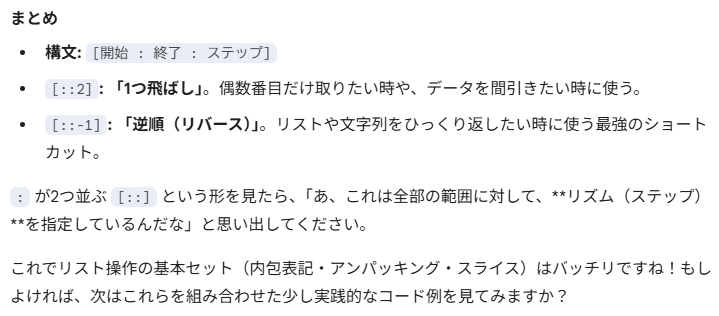 まとめ
• 構文: [開始 : 終了 : ステップ]
• [::2]: 「1つ飛ばし」。偶数番目だけ取りたい時や、データを間引きたい時に使う。
• [::-1]: 「逆順（リバース）」。リストや文字列をひっくり返したい時に使う最強のショート
カット。
: が2つ並ぶ [::] という形を見たら、「あ、これは全部の範囲に対して、**リズム（ステップ）
**を指定しているんだな」と思い出してください。
これでリスト操作の基本セット（内包表記・アンパッキング・スライス）はバッチリですね！もし
よければ、次はこれらを組み合わせた少し実践的なコード例を見てみますか？